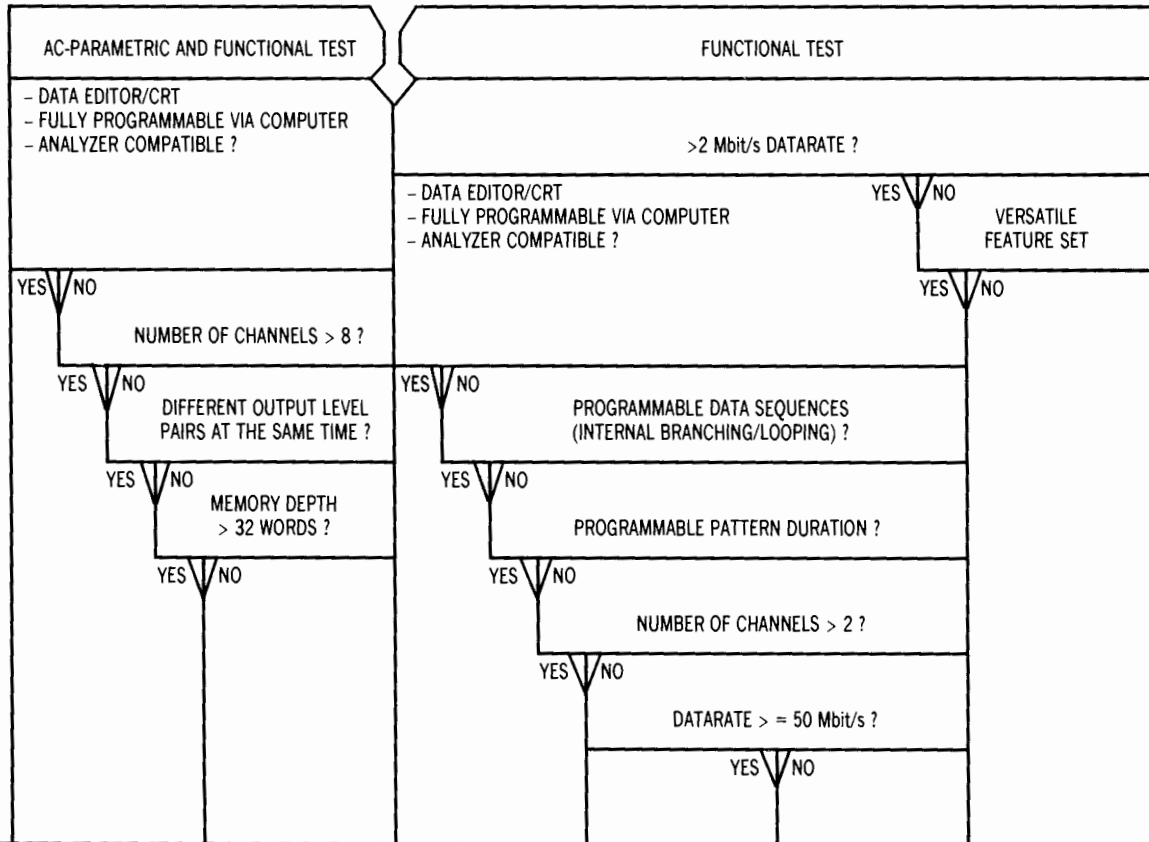 AC-PARAMETRIC AND FUNCTIONAL TEST
FUNCTIONAL TEST
– DATA EDITOR/CRT
– FULLY PROGRAMMABLE VIA COMPUTER
– ANALYZER COMPATIBLE ?
>2 Mbit/s DATARATE ?
YES NO
– DATA EDITOR/CRT
– FULLY PROGRAMMABLE VIA COMPUTER
– ANALYZER COMPATIBLE ?
VERSATILE
FEATURE SET
YES NO
YES NO
NUMBER OF CHANNELS > 8 ?
YES NO
DIFFERENT OUTPUT LEVEL
PAIRS AT THE SAME TIME ?
YES NO
PROGRAMMABLE DATA SEQUENCES
(INTERNAL BRANCHING/LOOPING) ?
YES NO
MEMORY DEPTH
> 32 WORDS ?
YES NO
PROGRAMMABLE PATTERN DURATION ?
YES NO
YES NO
NUMBER OF CHANNELS > 2 ?
YES NO
DATARATE > = 50 Mbit/s ?
YES NO